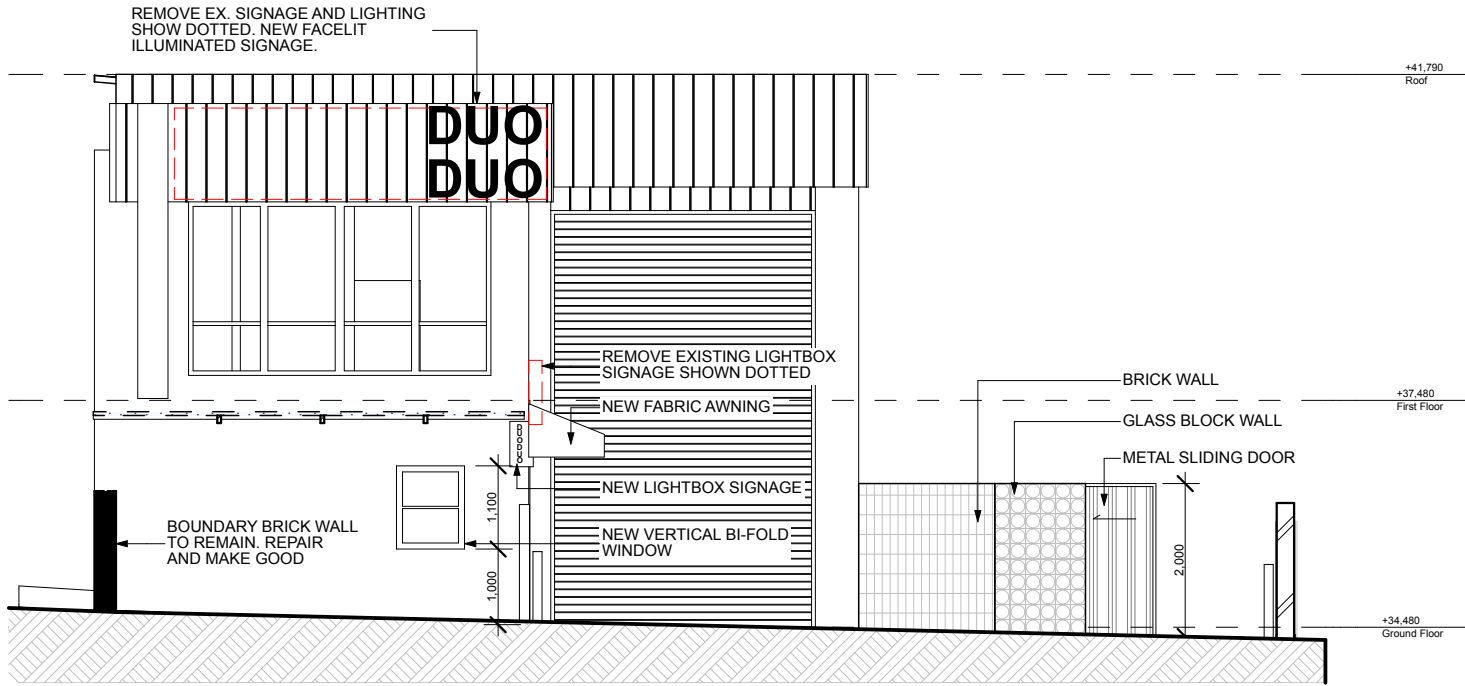 REMOVE EX. SIGNAGE AND LIGHTING
SHOW DOTTED. NEW FACELIT
ILLUMINATED SIGNAGE.
+41,790
Roof
DUO
DUO
REMOVE EXISTING LIGHTBOX
SIGNAGE SHOWN DOTTED
BRICK WALL
+37,480
First Floor
NEW FABRIC AWNING
GLASS BLOCK WALL
DUODUO
METAL SLIDING DOOR
NEW LIGHTBOX SIGNAGE
1,100
BOUNDARY BRICK WALL
TO REMAIN. REPAIR
AND MAKE GOOD
NEW VERTICAL BI-FOLD
WINDOW
2,000
1,000
+34,480
Ground Floor